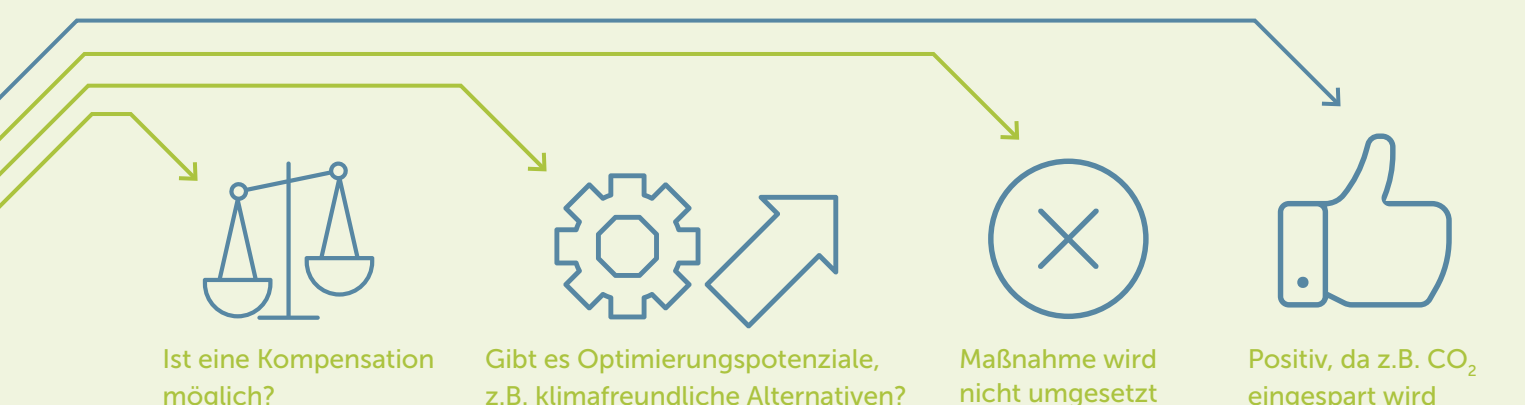 Ist eine Kompensation
möglich?
Gibt es Optimierungspotenziale,
z.B. klimafreundliche Alternativen?
Maßnahme wird
nicht umgesetzt
Positiv, da z.B. CO₂
eingespart wird